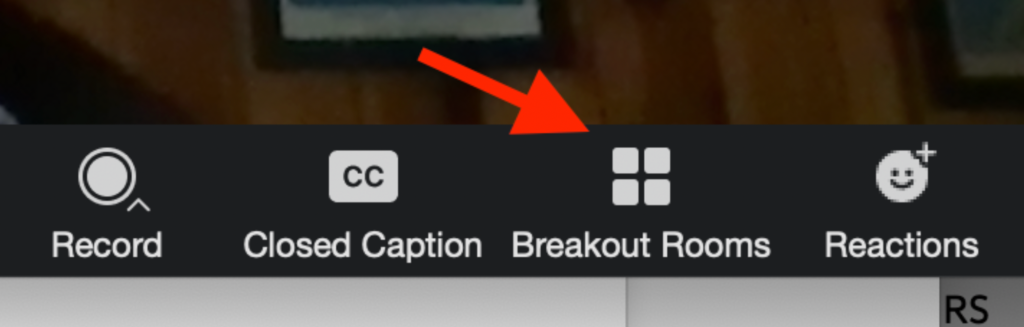 CC
Record
Closed Caption
Breakout Rooms
Reactions
RS